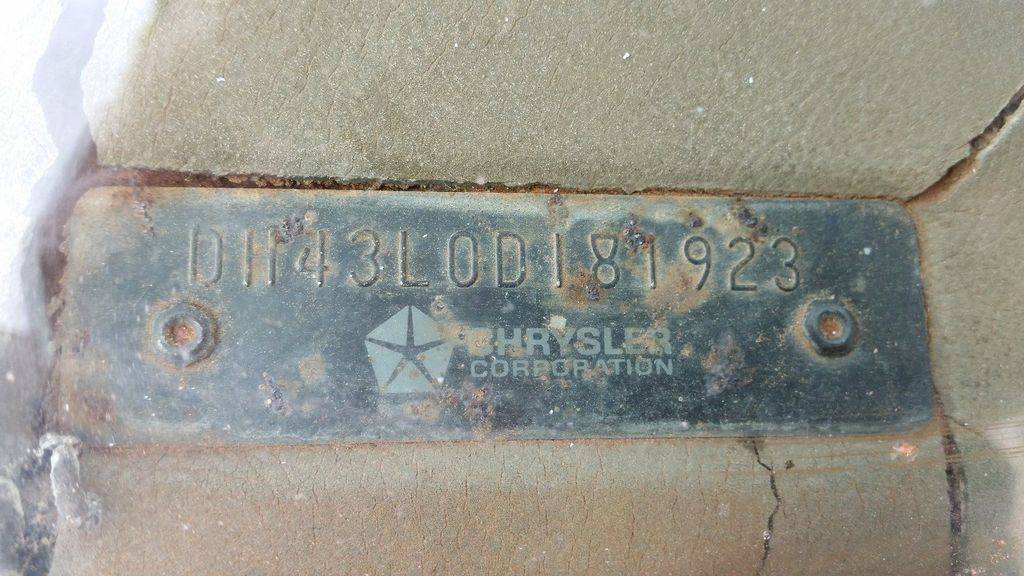 DH43L0D181923
CHRYSLER
CORPORATION